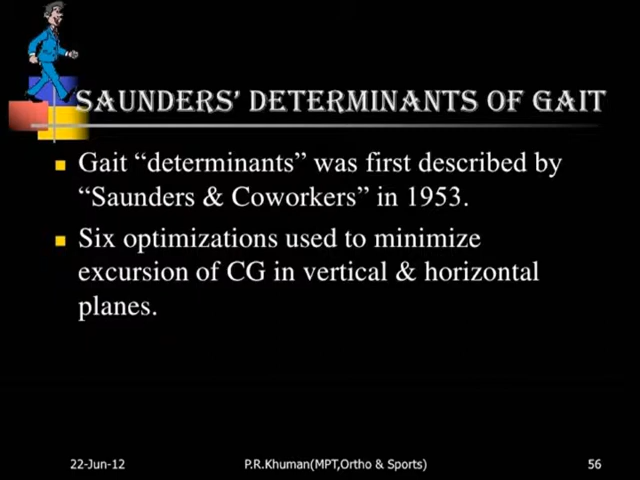 SAUNDERS' DETERMINANTS OF GAIT
Gait “determinants” was first described by
“Saunders & Coworkers” in 1953.
Six optimizations used to minimize
excursion of CG in vertical & horizontal
planes.
22-Jun-12
P.R.Khuman(MPT,Ortho & Sports)
56